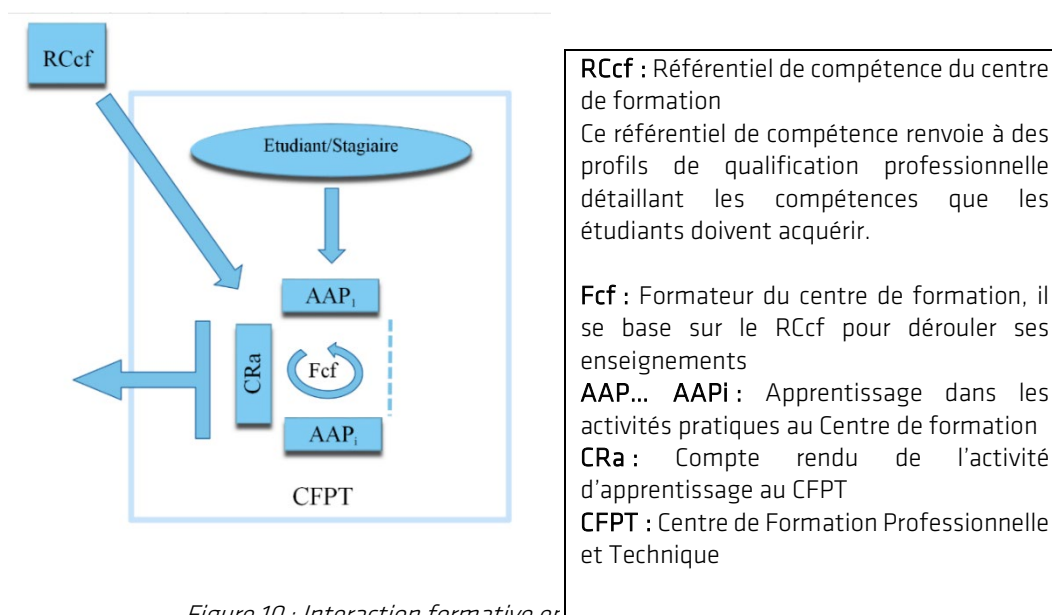 RCcf
Etudiant/Stagiaire
AAP₁
CRa
Fcf
AAPᵢ
CFPT
RCcf : Référentiel de compétence du centre
de formation
Ce référentiel de compétence renvoie à des
profils de qualification professionnelle
détaillant les compétences que les
étudiants doivent acquérir.
Fcf : Formateur du centre de formation, il
se base sur le RCcf pour dérouler ses
enseignements
AAP... AAPi : Apprentissage dans les
activités pratiques au Centre de formation
CRa : Compte rendu de l’activité
d’apprentissage au CFPT
CFPT : Centre de Formation Professionnelle
et Technique
Figure 10 : Interaction formative